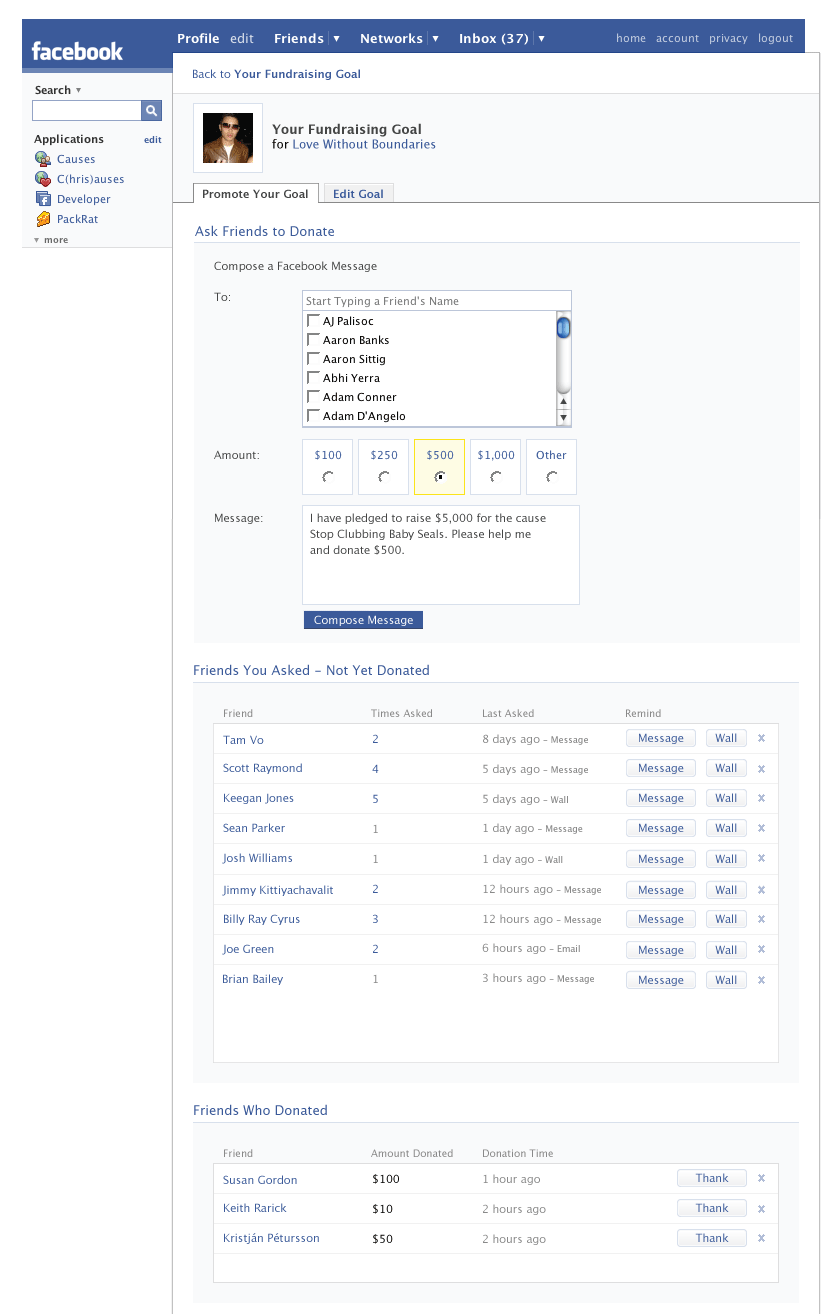 facebook
Profile edit Friends ▼ Networks ▼ Inbox (37) ▼ home account privacy logout
Search ▼
Applications edit
Causes
C(hris)auses
Developer
PackRat
▼ more
Back to Your Fundraising Goal
Your Fundraising Goal
for Love Without Boundaries
Promote Your Goal Edit Goal
Ask Friends to Donate
Compose a Facebook Message
To: Start Typing a Friend's Name
AJ Palisoc
Aaron Banks
Aaron Sittig
Abhi Yerra
Adam Conner
Adam D'Angelo
Amount: $100 $250 $500 $1,000 Other
Message: I have pledged to raise $5,000 for the cause
Stop Clubbing Baby Seals. Please help me
and donate $500.
Compose Message
Friends You Asked – Not Yet Donated
Friend Times Asked Last Asked Remind
Tam Vo 2 8 days ago – Message Message Wall x
Scott Raymond 4 5 days ago – Message Message Wall x
Keegan Jones 5 5 days ago – Wall Message Wall x
Sean Parker 1 1 day ago – Message Message Wall x
Josh Williams 1 1 day ago – Wall Message Wall x
Jimmy Kittiyachavalit 2 12 hours ago – Message Message Wall x
Billy Ray Cyrus 3 12 hours ago – Message Message Wall x
Joe Green 2 6 hours ago – Email Message Wall x
Brian Bailey 1 3 hours ago – Message Message Wall x
Friends Who Donated
Friend Amount Donated Donation Time
Susan Gordon $100 1 hour ago Thank x
Keith Rarick $10 2 hours ago Thank x
Kristján Pétursson $50 2 hours ago Thank x